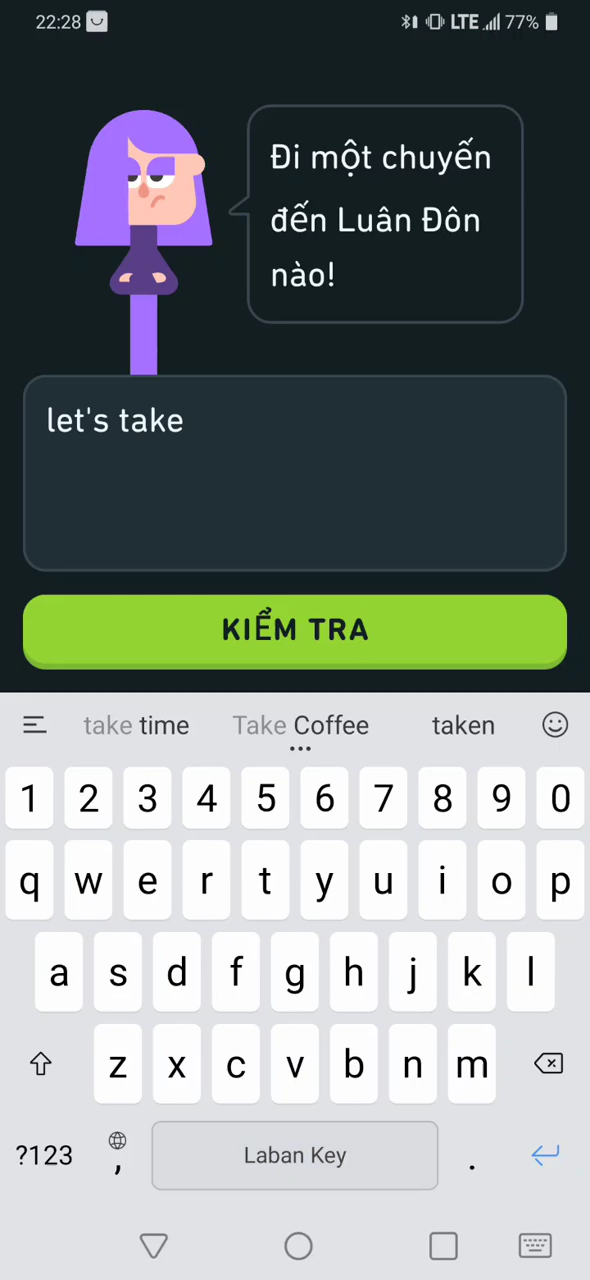 22:28 LTE 77%
Đi một chuyến
đến Luân Đôn
nào!
let's take
KIỂM TRA
take time Take Coffee taken
1 2 3 4 5 6 7 8 9 0
q w e r t y u i o p
a s d f g h j k l
z x c v b n m
?123 , Laban Key .